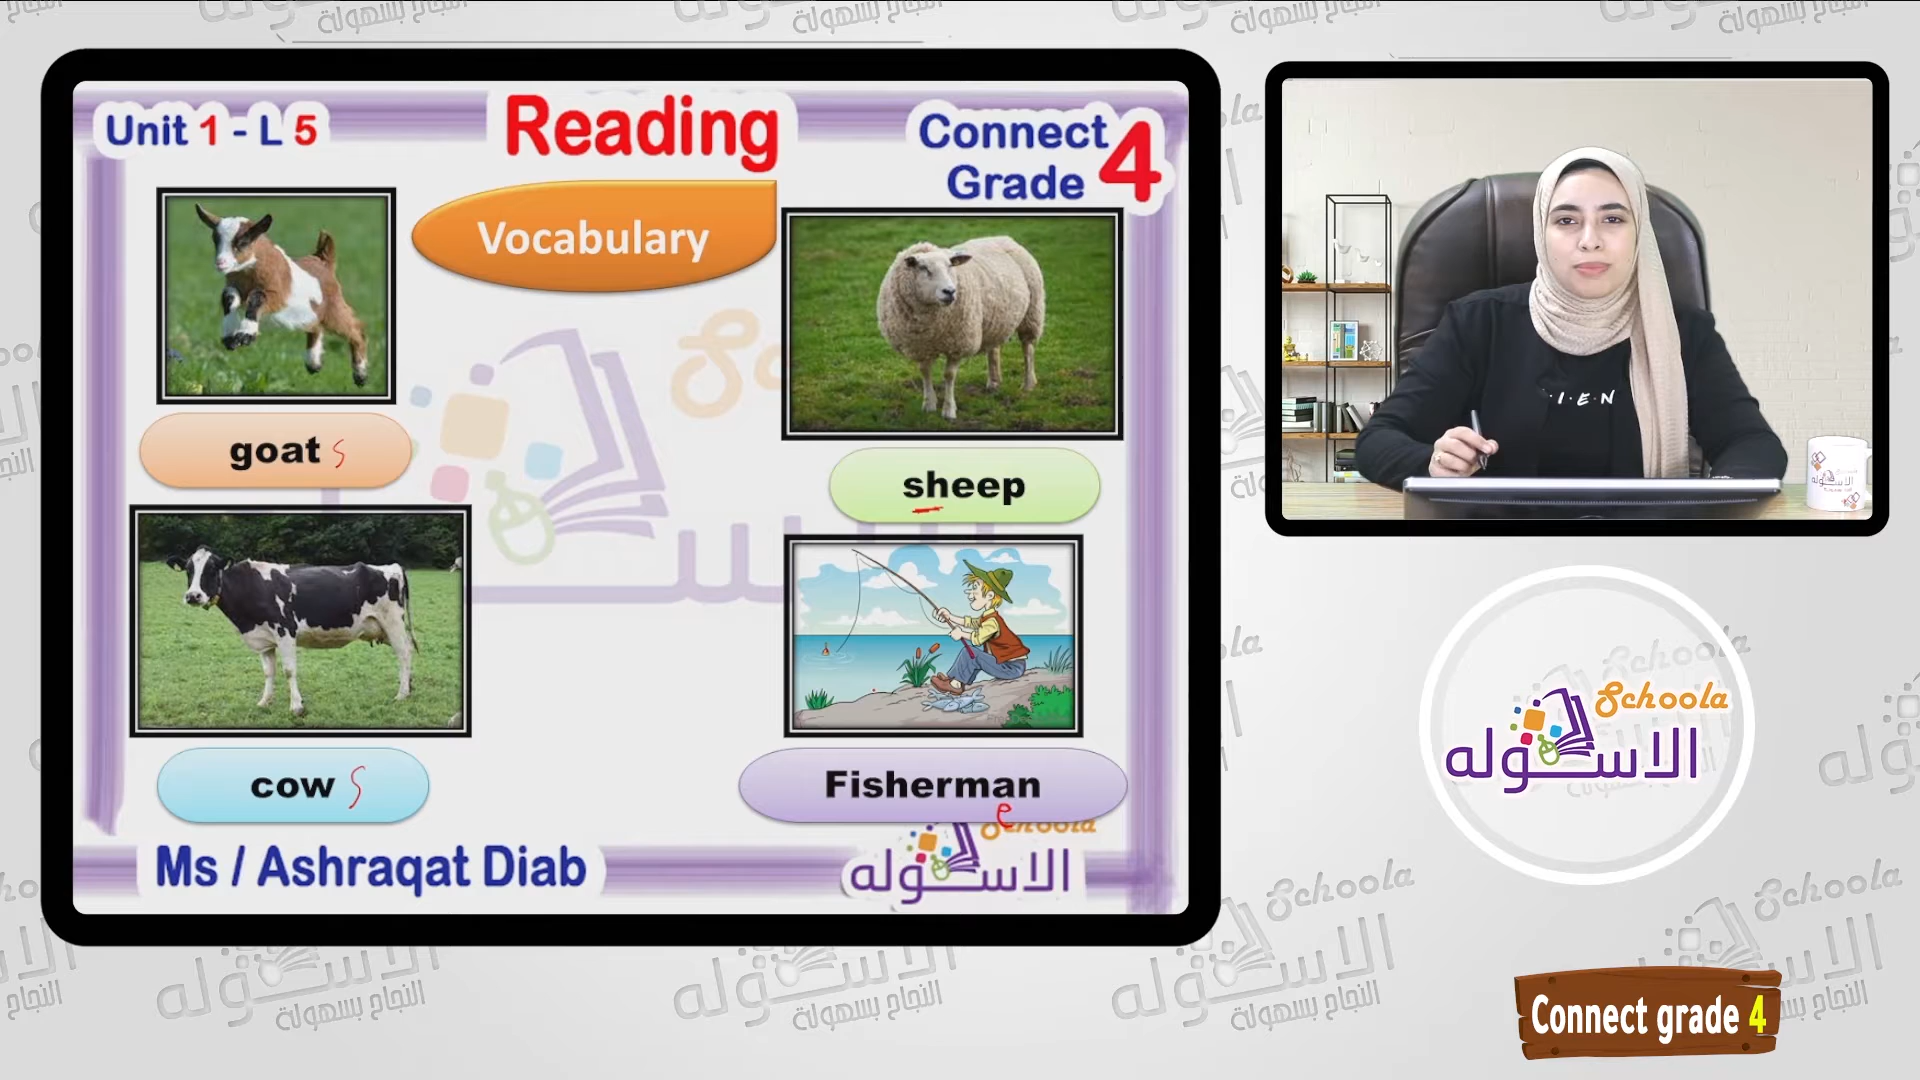 Unit 1 - L 5
Reading
Connect
Grade 4
Vocabulary
goat s
sheep
cow s
Fisherman
e
Ms / Ashraqat Diab
Schoola
الاسكوله
Schoola
الاسكوله
Connect grade 4
النجاح بسهولة